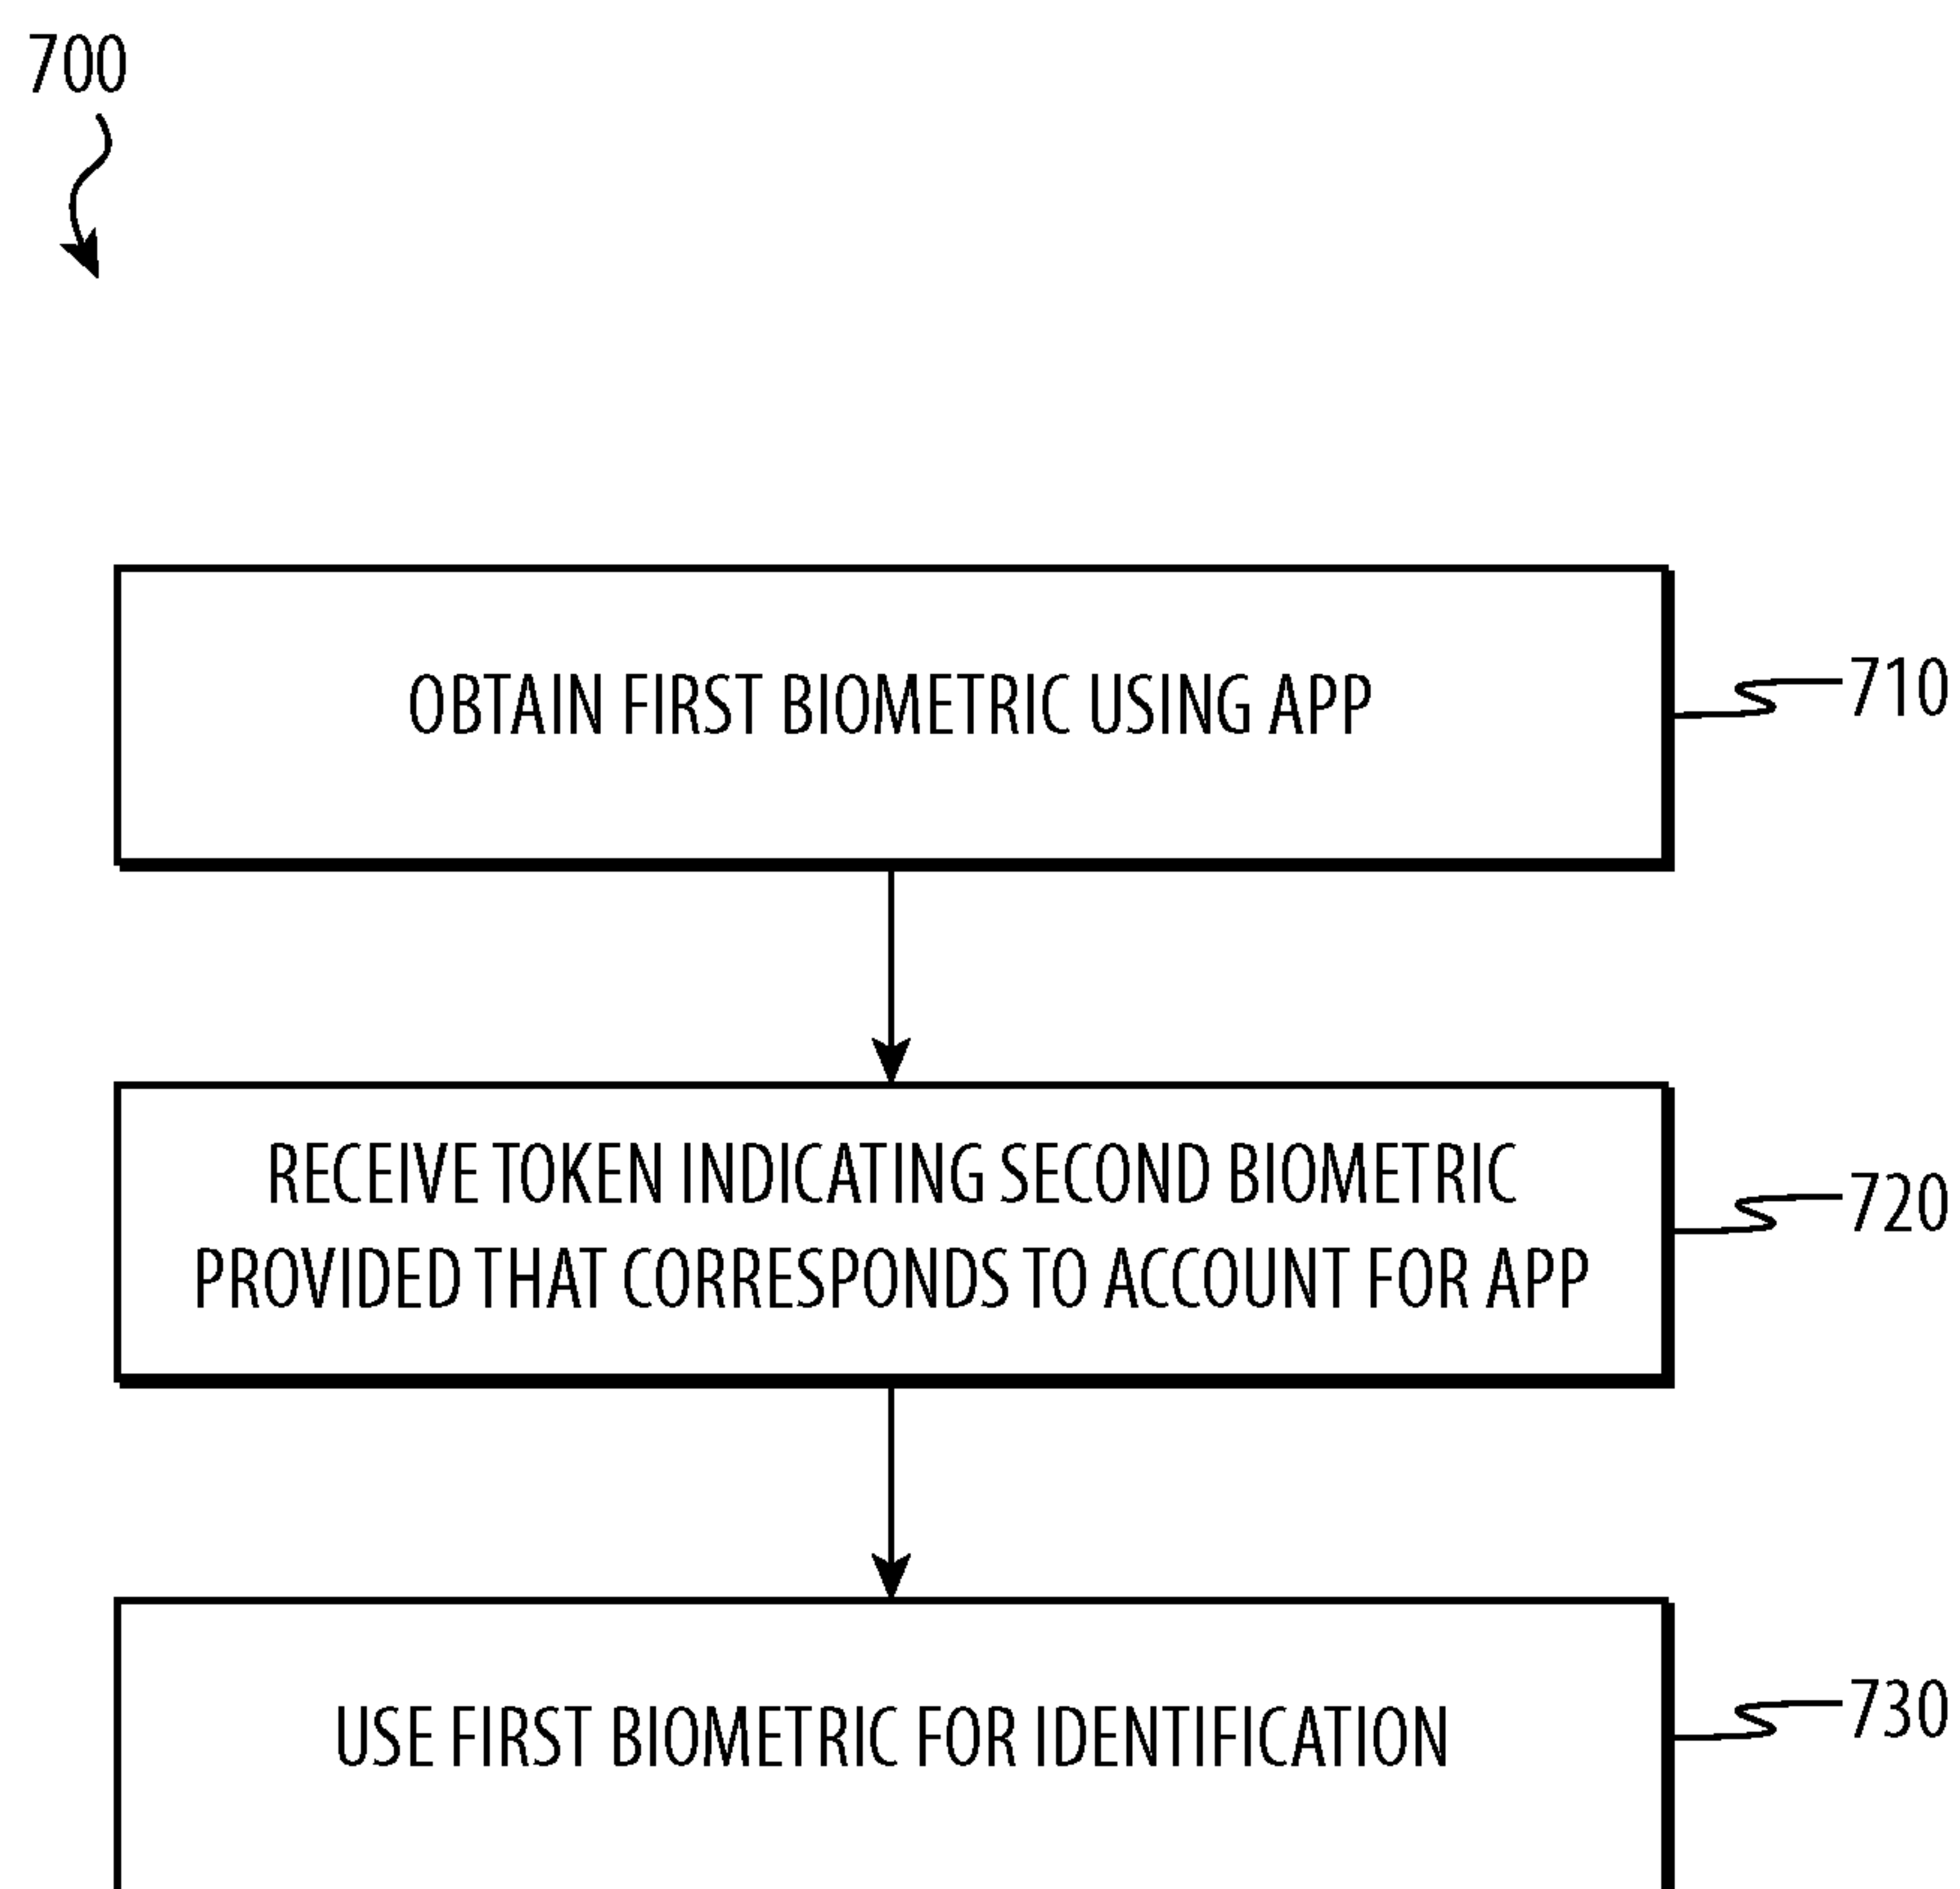 700
OBTAIN FIRST BIOMETRIC USING APP
710
RECEIVE TOKEN INDICATING SECOND BIOMETRIC
PROVIDED THAT CORRESPONDS TO ACCOUNT FOR APP
720
USE FIRST BIOMETRIC FOR IDENTIFICATION
730